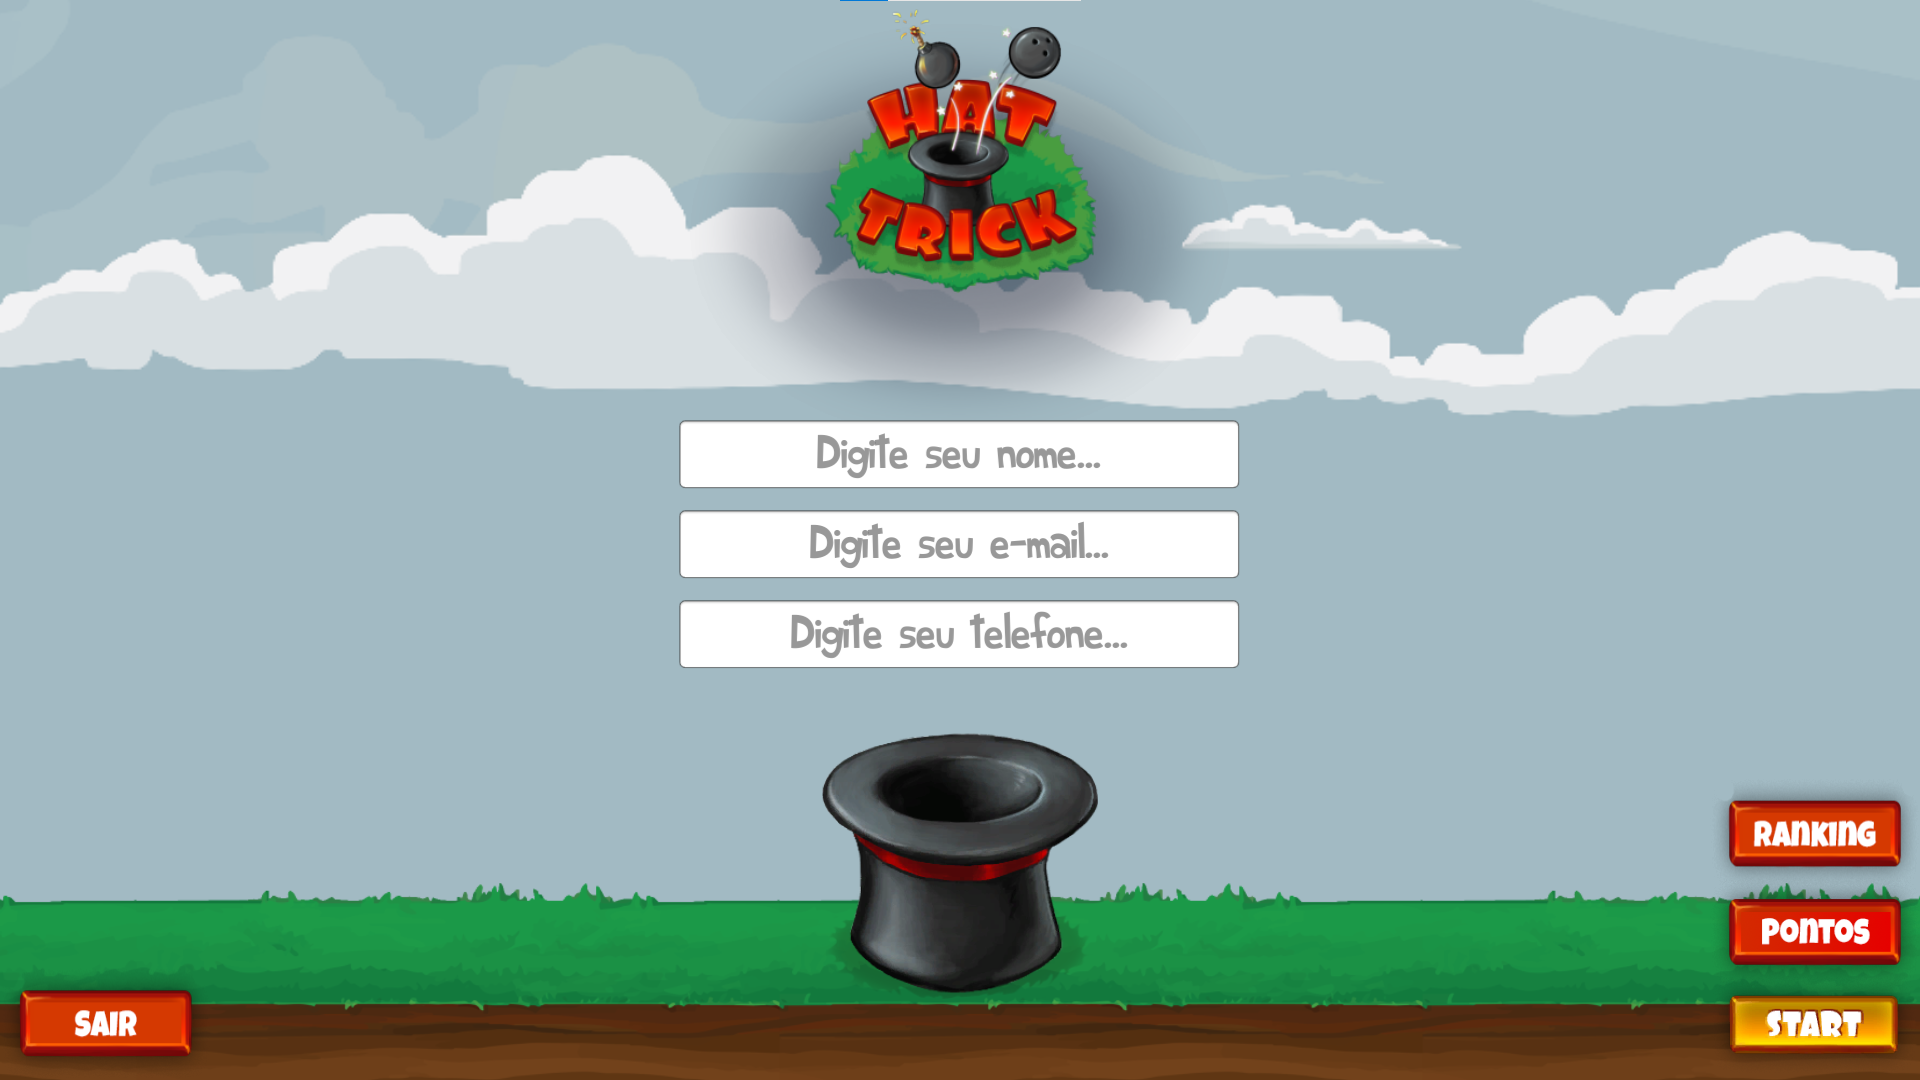 HAT
TRICK
Digite seu nome...
Digite seu e-mail...
Digite seu telefone...
RANKING
PONTOS
SAIR
START